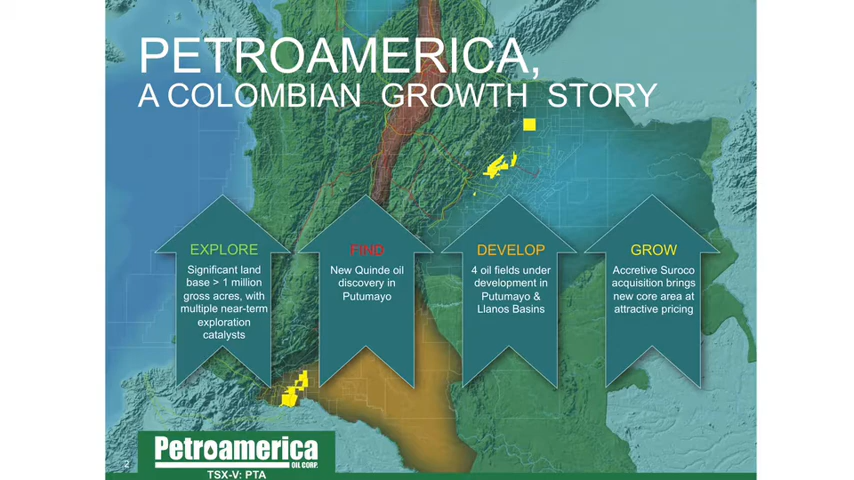 PETROAMERICA,
A COLOMBIAN GROWTH STORY
EXPLORE
Significant land
base > 1 million
gross acres, with
multiple near-term
exploration
catalysts
FIND
New Quinde oil
discovery in
Putumayo
DEVELOP
4 oil fields under
development in
Putumayo &
Llanos Basins
GROW
Accretive Suroco
acquisition brings
new core area at
attractive pricing
2
Petroamerica
OIL CORP.
TSX-V: PTA